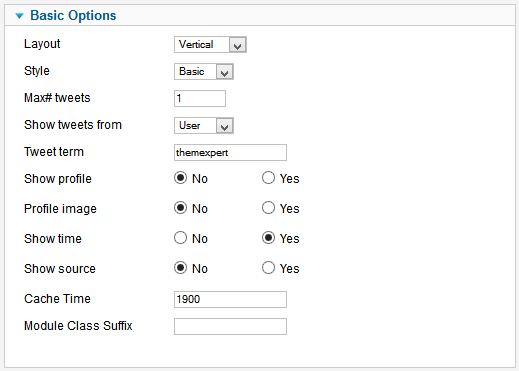 Basic Options
Layout Vertical
Style Basic
Max# tweets 1
Show tweets from User
Tweet term themexpert
Show profile No Yes
Profile image No Yes
Show time No Yes
Show source No Yes
Cache Time 1900
Module Class Suffix